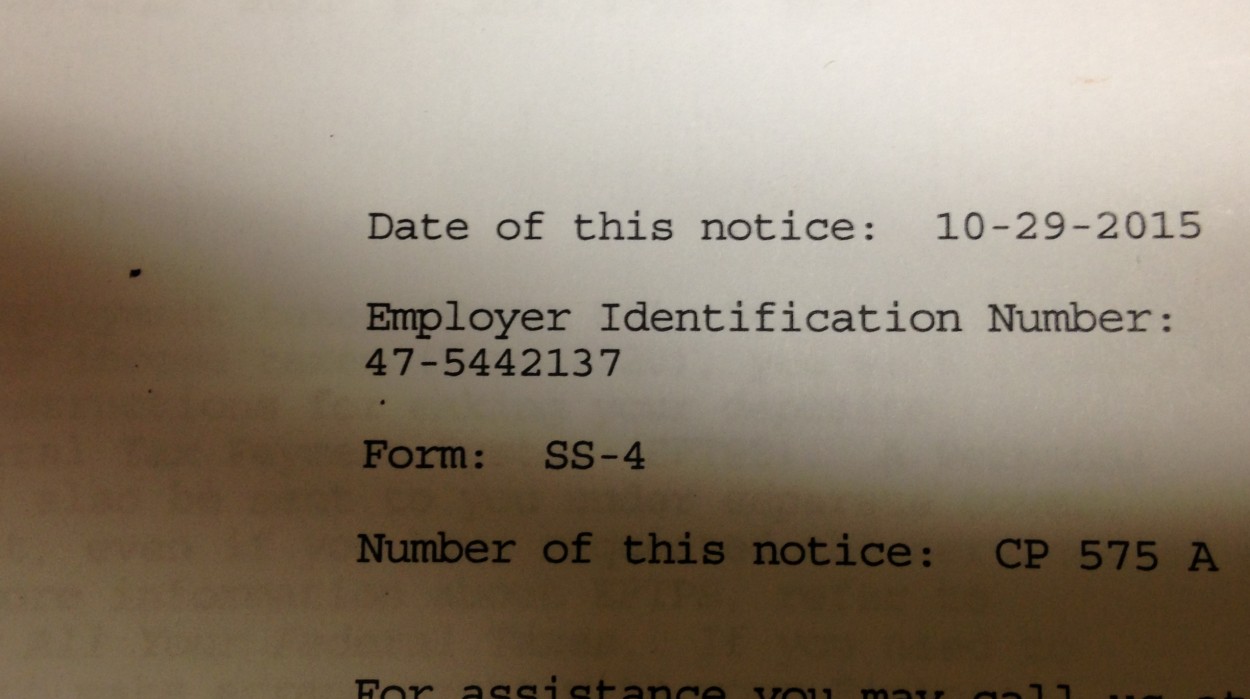 Date of this notice: 10-29-2015
Employer Identification Number:
47-5442137
Form: SS-4
Number of this notice: CP 575 A
For assistance you may call us at